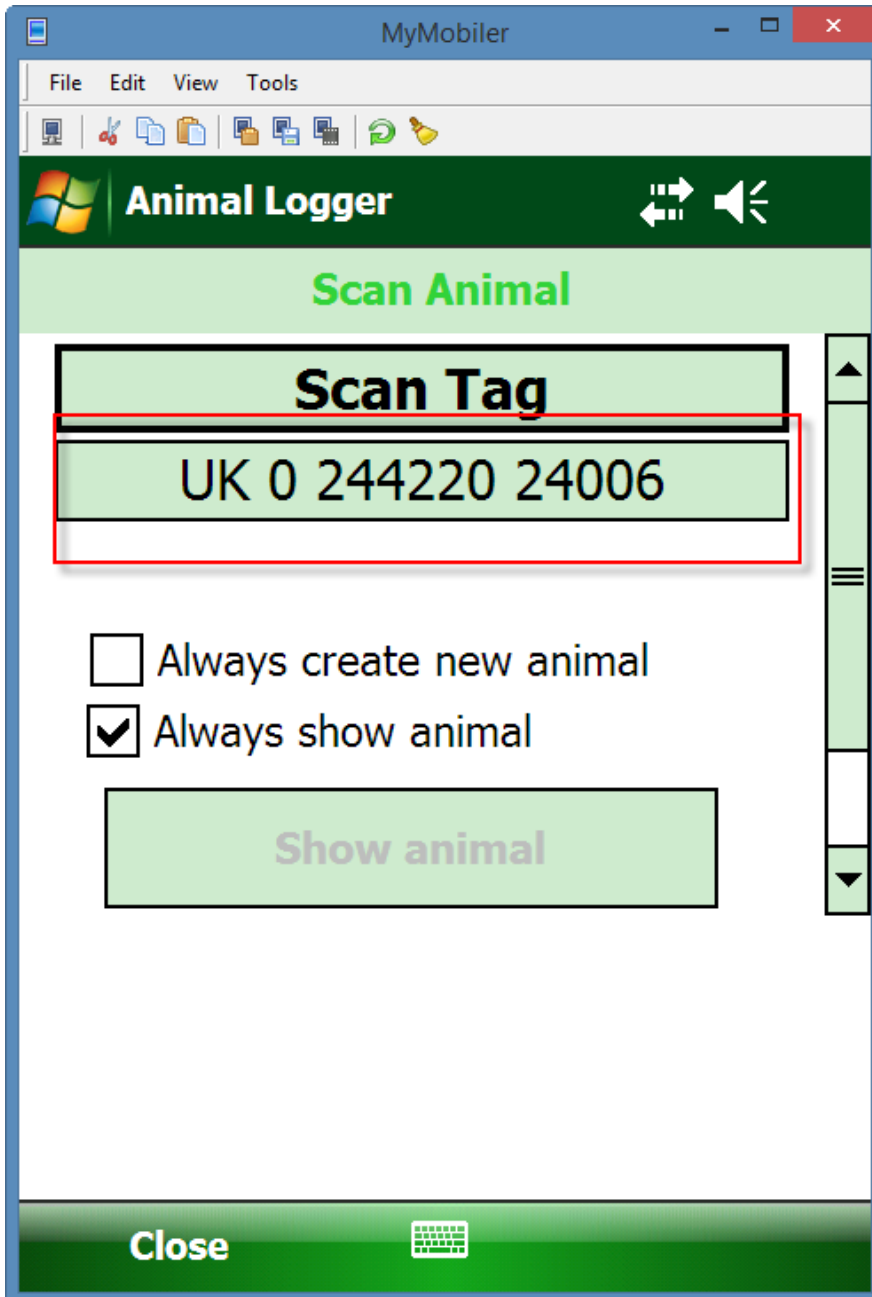 MyMobiler
File Edit View Tools
Animal Logger
Scan Animal
Scan Tag
UK 0 244220 24006
Always create new animal
Always show animal
Show animal
Close